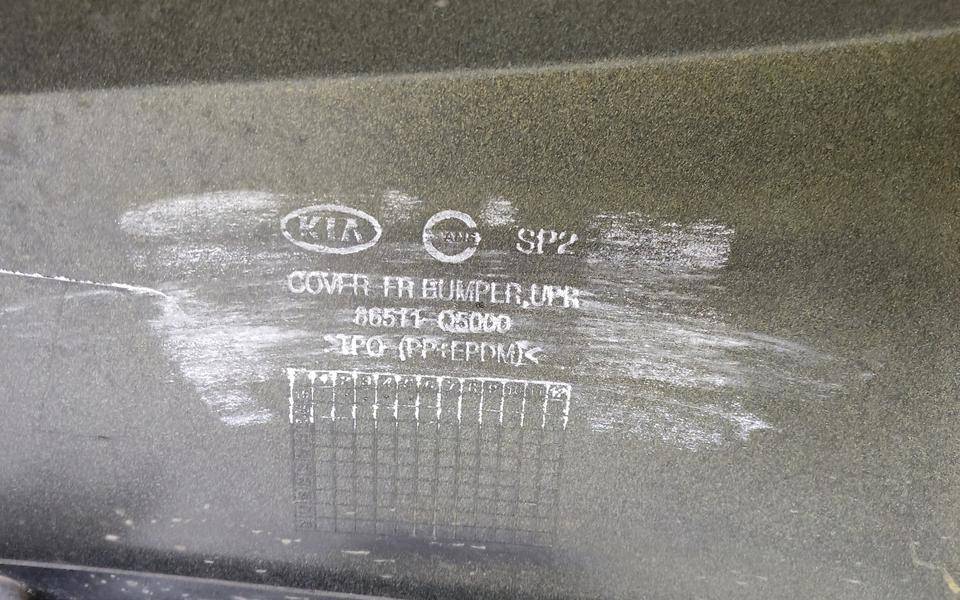 KIA SP2
COVER FR BUMPER,UPR
86511-Q5000
>TPO (PP+EPDM)<